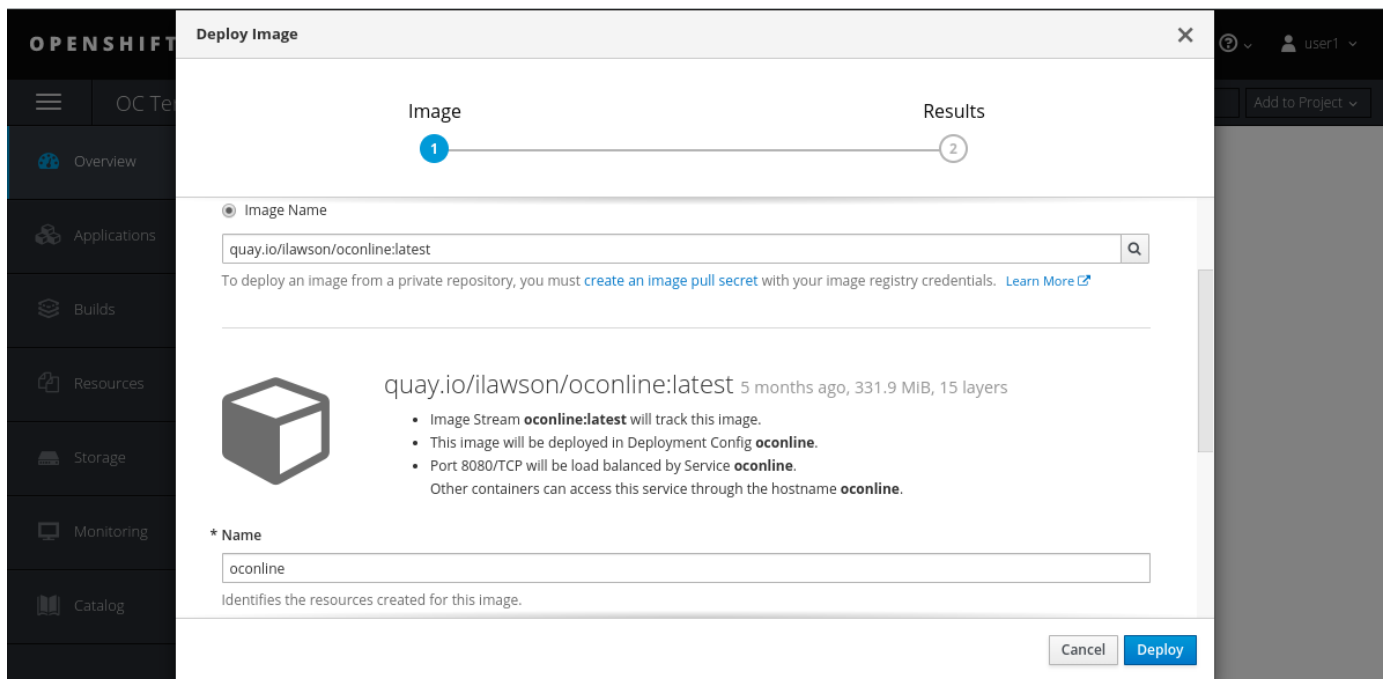 OPENSHIFT
Deploy Image
user1
OC Te
Add to Project
Image
Results
1
2
Overview
Applications
Builds
Resources
Storage
Monitoring
Catalog
Image Name
quay.io/ilawson/oconline:latest
To deploy an image from a private repository, you must create an image pull secret with your image registry credentials. Learn More
quay.io/ilawson/oconline:latest 5 months ago, 331.9 MiB, 15 layers
• Image Stream oconline:latest will track this image.
• This image will be deployed in Deployment Config oconline.
• Port 8080/TCP will be load balanced by Service oconline.
Other containers can access this service through the hostname oconline.
* Name
oconline
Identifies the resources created for this image.
Cancel
Deploy